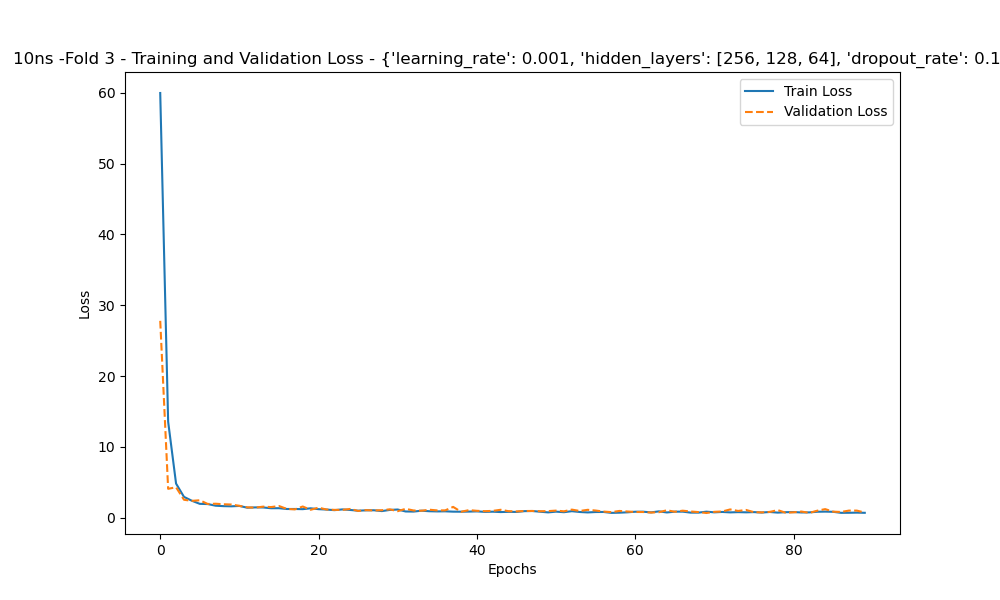 10ns -Fold 3 - Training and Validation Loss - {'learning_rate': 0.001, 'hidden_layers': [256, 128, 64], 'dropout_rate': 0.1
Train Loss
Validation Loss
60
50
40
30
20
10
0
Loss
0 20 40 60 80
Epochs